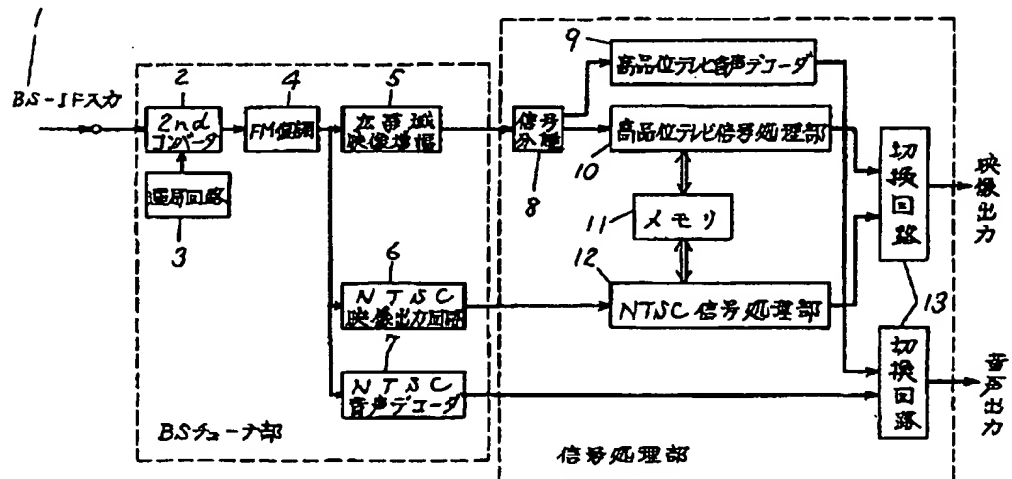 1
BS-IF入力
2
2nd
コンバータ
3
選局回路
4
FM復調
5
広帯域
映像増幅
6
NTSC
映像出力回路
7
NTSC
音声デコーダ
BSチューナ部
8
信号
分離
9
高品位テレビ音声デコーダ
10
高品位テレビ信号処理部
11
メモリ
12
NTSC信号処理部
13
切換回路
切換回路
映像出力
音声出力
信号処理部